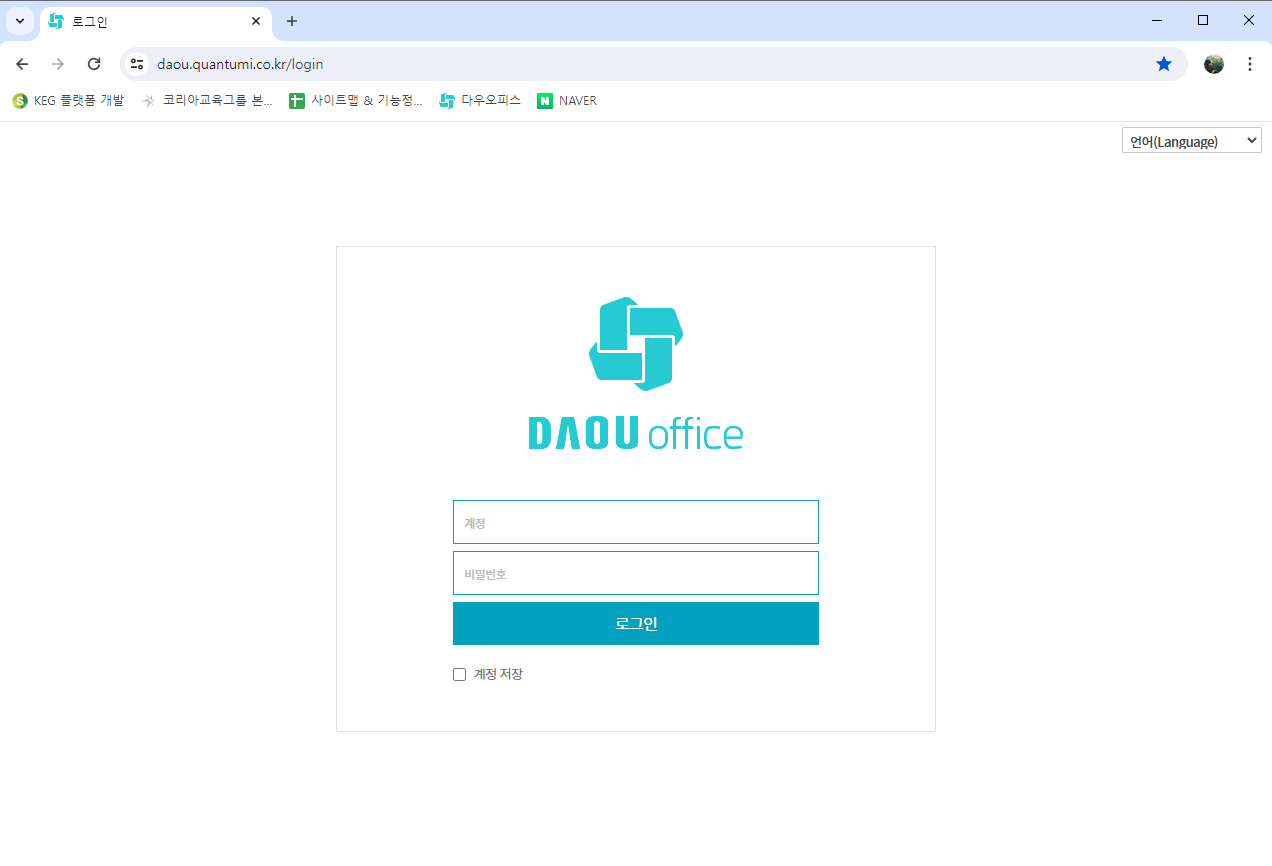 로그인
daou.quantumi.co.kr/login
KEG 플랫폼 개발
코리아교육그룹 본...
사이트맵 & 기능정...
다우오피스
NAVER
언어(Language)
DAOU office
계정
비밀번호
로그인
계정 저장